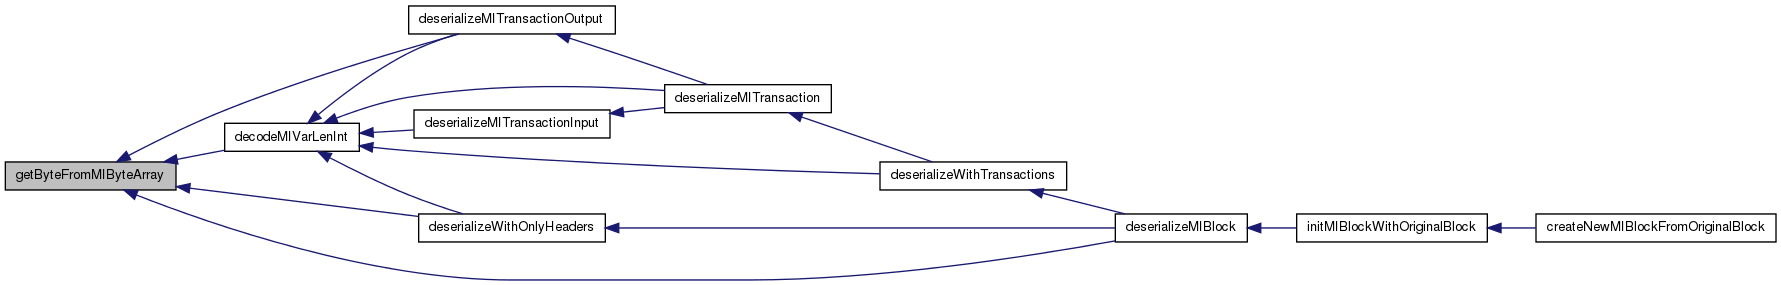 deserializeMITransactionOutput
deserializeMITransaction
deserializeMITransactionInput
decodeMIVarLenInt
getByteFromMIByteArray
deserializeWithTransactions
deserializeWithOnlyHeaders
deserializeMIBlock
initMIBlockWithOriginalBlock
createNewMIBlockFromOriginalBlock